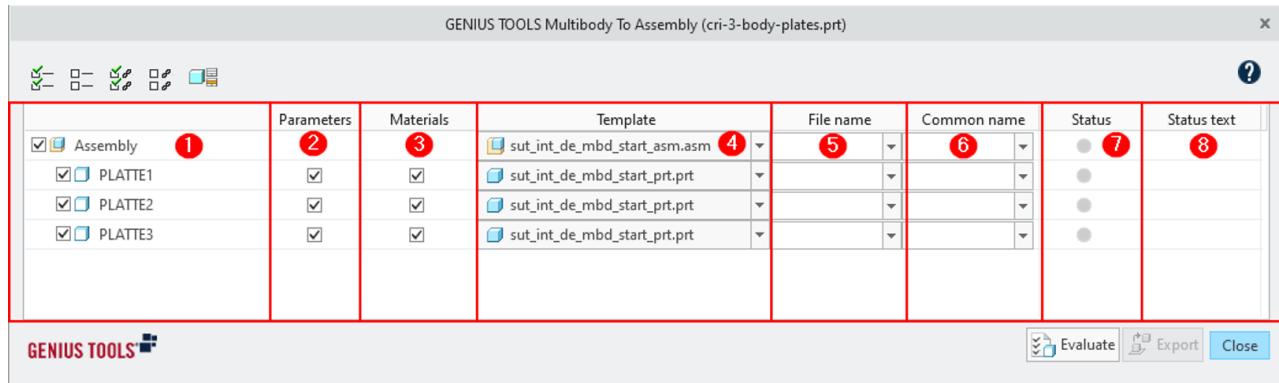 GENIUS TOOLS Multibody To Assembly (cri-3-body-plates.prt)
x
?
Parameters Materials Template File name Common name Status Status text
Assembly 1 2 3 sut_int_de_mbd_start_asm.asm 4 5 6 7 8
PLATTE1 sut_int_de_mbd_start_prt.prt
PLATTE2 sut_int_de_mbd_start_prt.prt
PLATTE3 sut_int_de_mbd_start_prt.prt
GENIUS TOOLS Evaluate Export Close